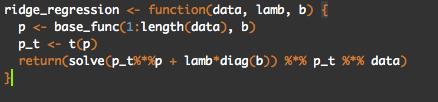 ridge_regression <- function(data, lamb, b) {
  p <- base_func(1:length(data), b)
  p_t <- t(p)
  return(solve(p_t%*%p + lamb*diag(b)) %*% p_t %*% data)
}